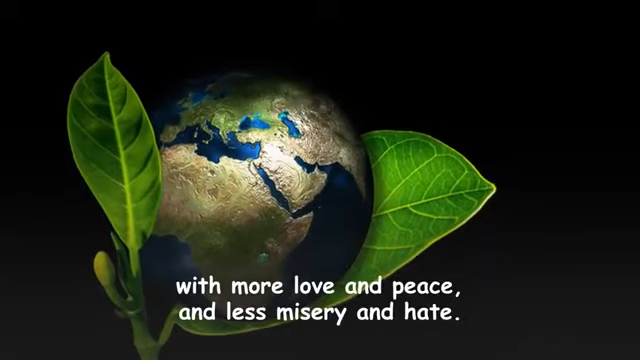 with more love and peace,
and less misery and hate.